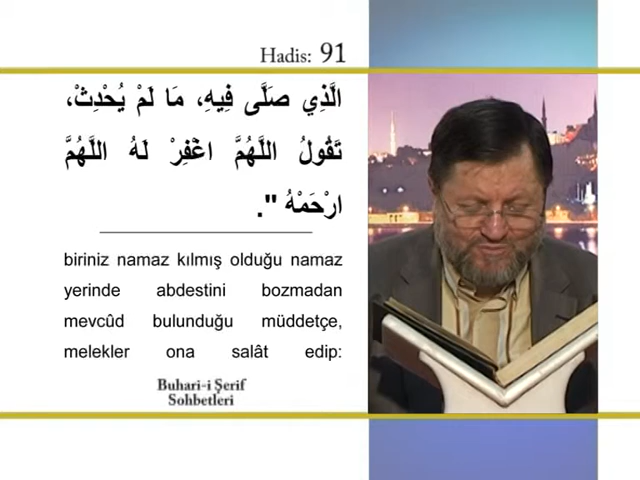 Hadis: 91
الَّذِي صَلَّى فِيهِ، مَا لَمْ يُحْدِثْ،
تَقُولُ اللَّهُمَّ اغْفِرْ لَهُ اللَّهُمَّ
ارْحَمْهُ ".
biriniz namaz kılmış olduğu namaz
yerinde abdestini bozmadan
mevcûd bulunduğu müddetçe,
melekler ona salât edip:
Buhari-i Şerif
Sohbetleri